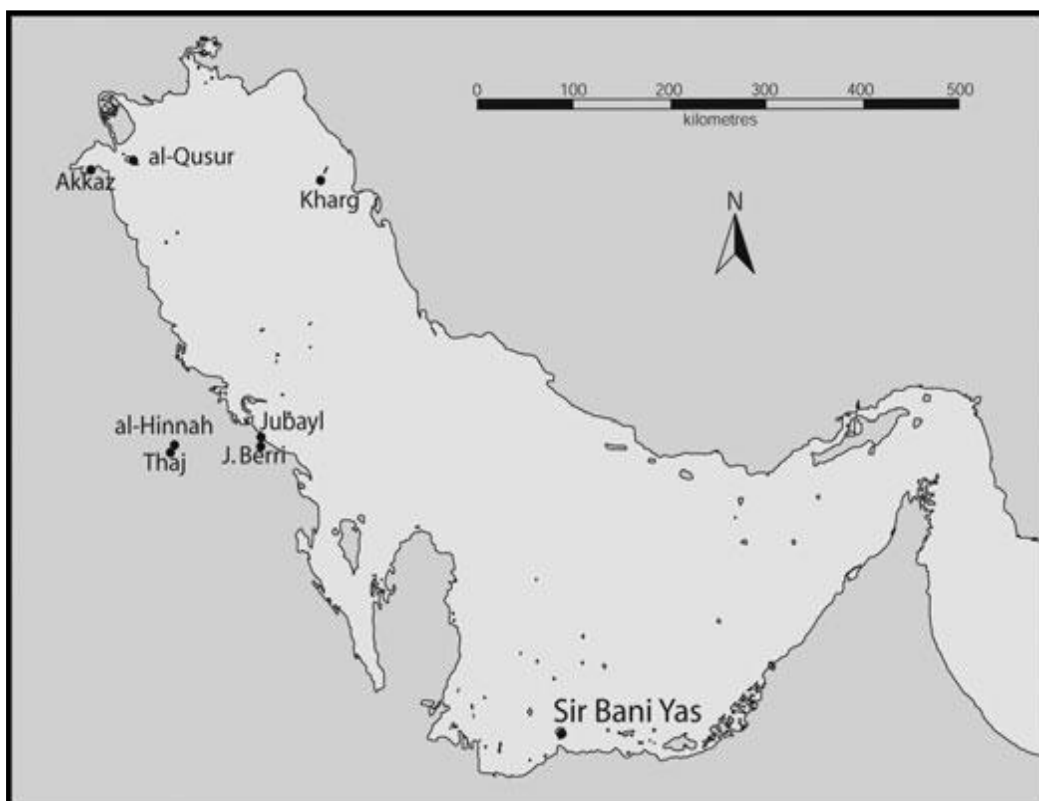 0 100 200 300 400 500
kilometres
al-Qusur
Akkaz
Kharg
N
Jubayl
al-Hinnah
J. Berri
Thaj
Sir Bani Yas